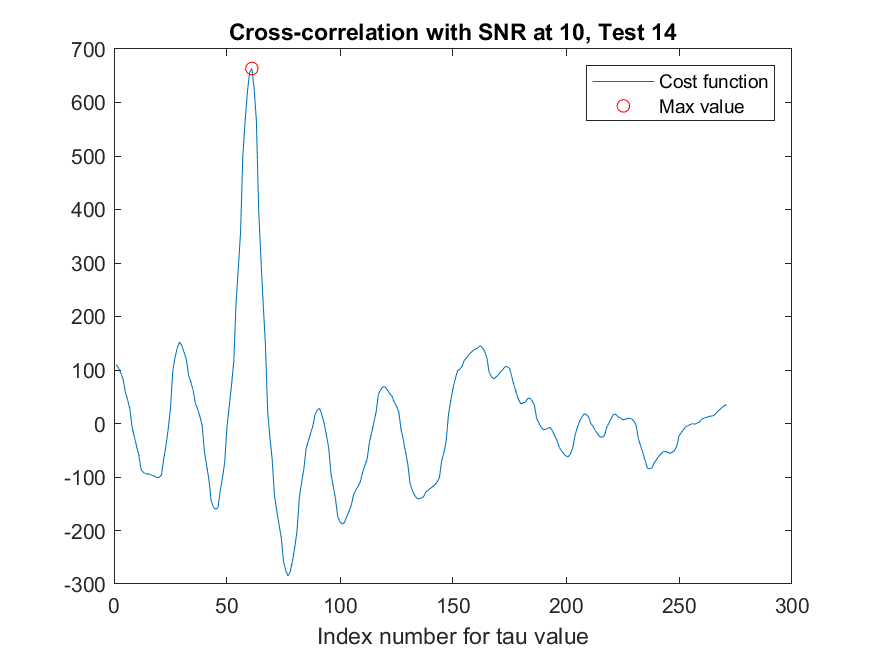 Cross-correlation with SNR at 10, Test 14
700
600
500
400
300
200
100
0
-100
-200
-300
Cost function
Max value
0 50 100 150 200 250 300
Index number for tau value